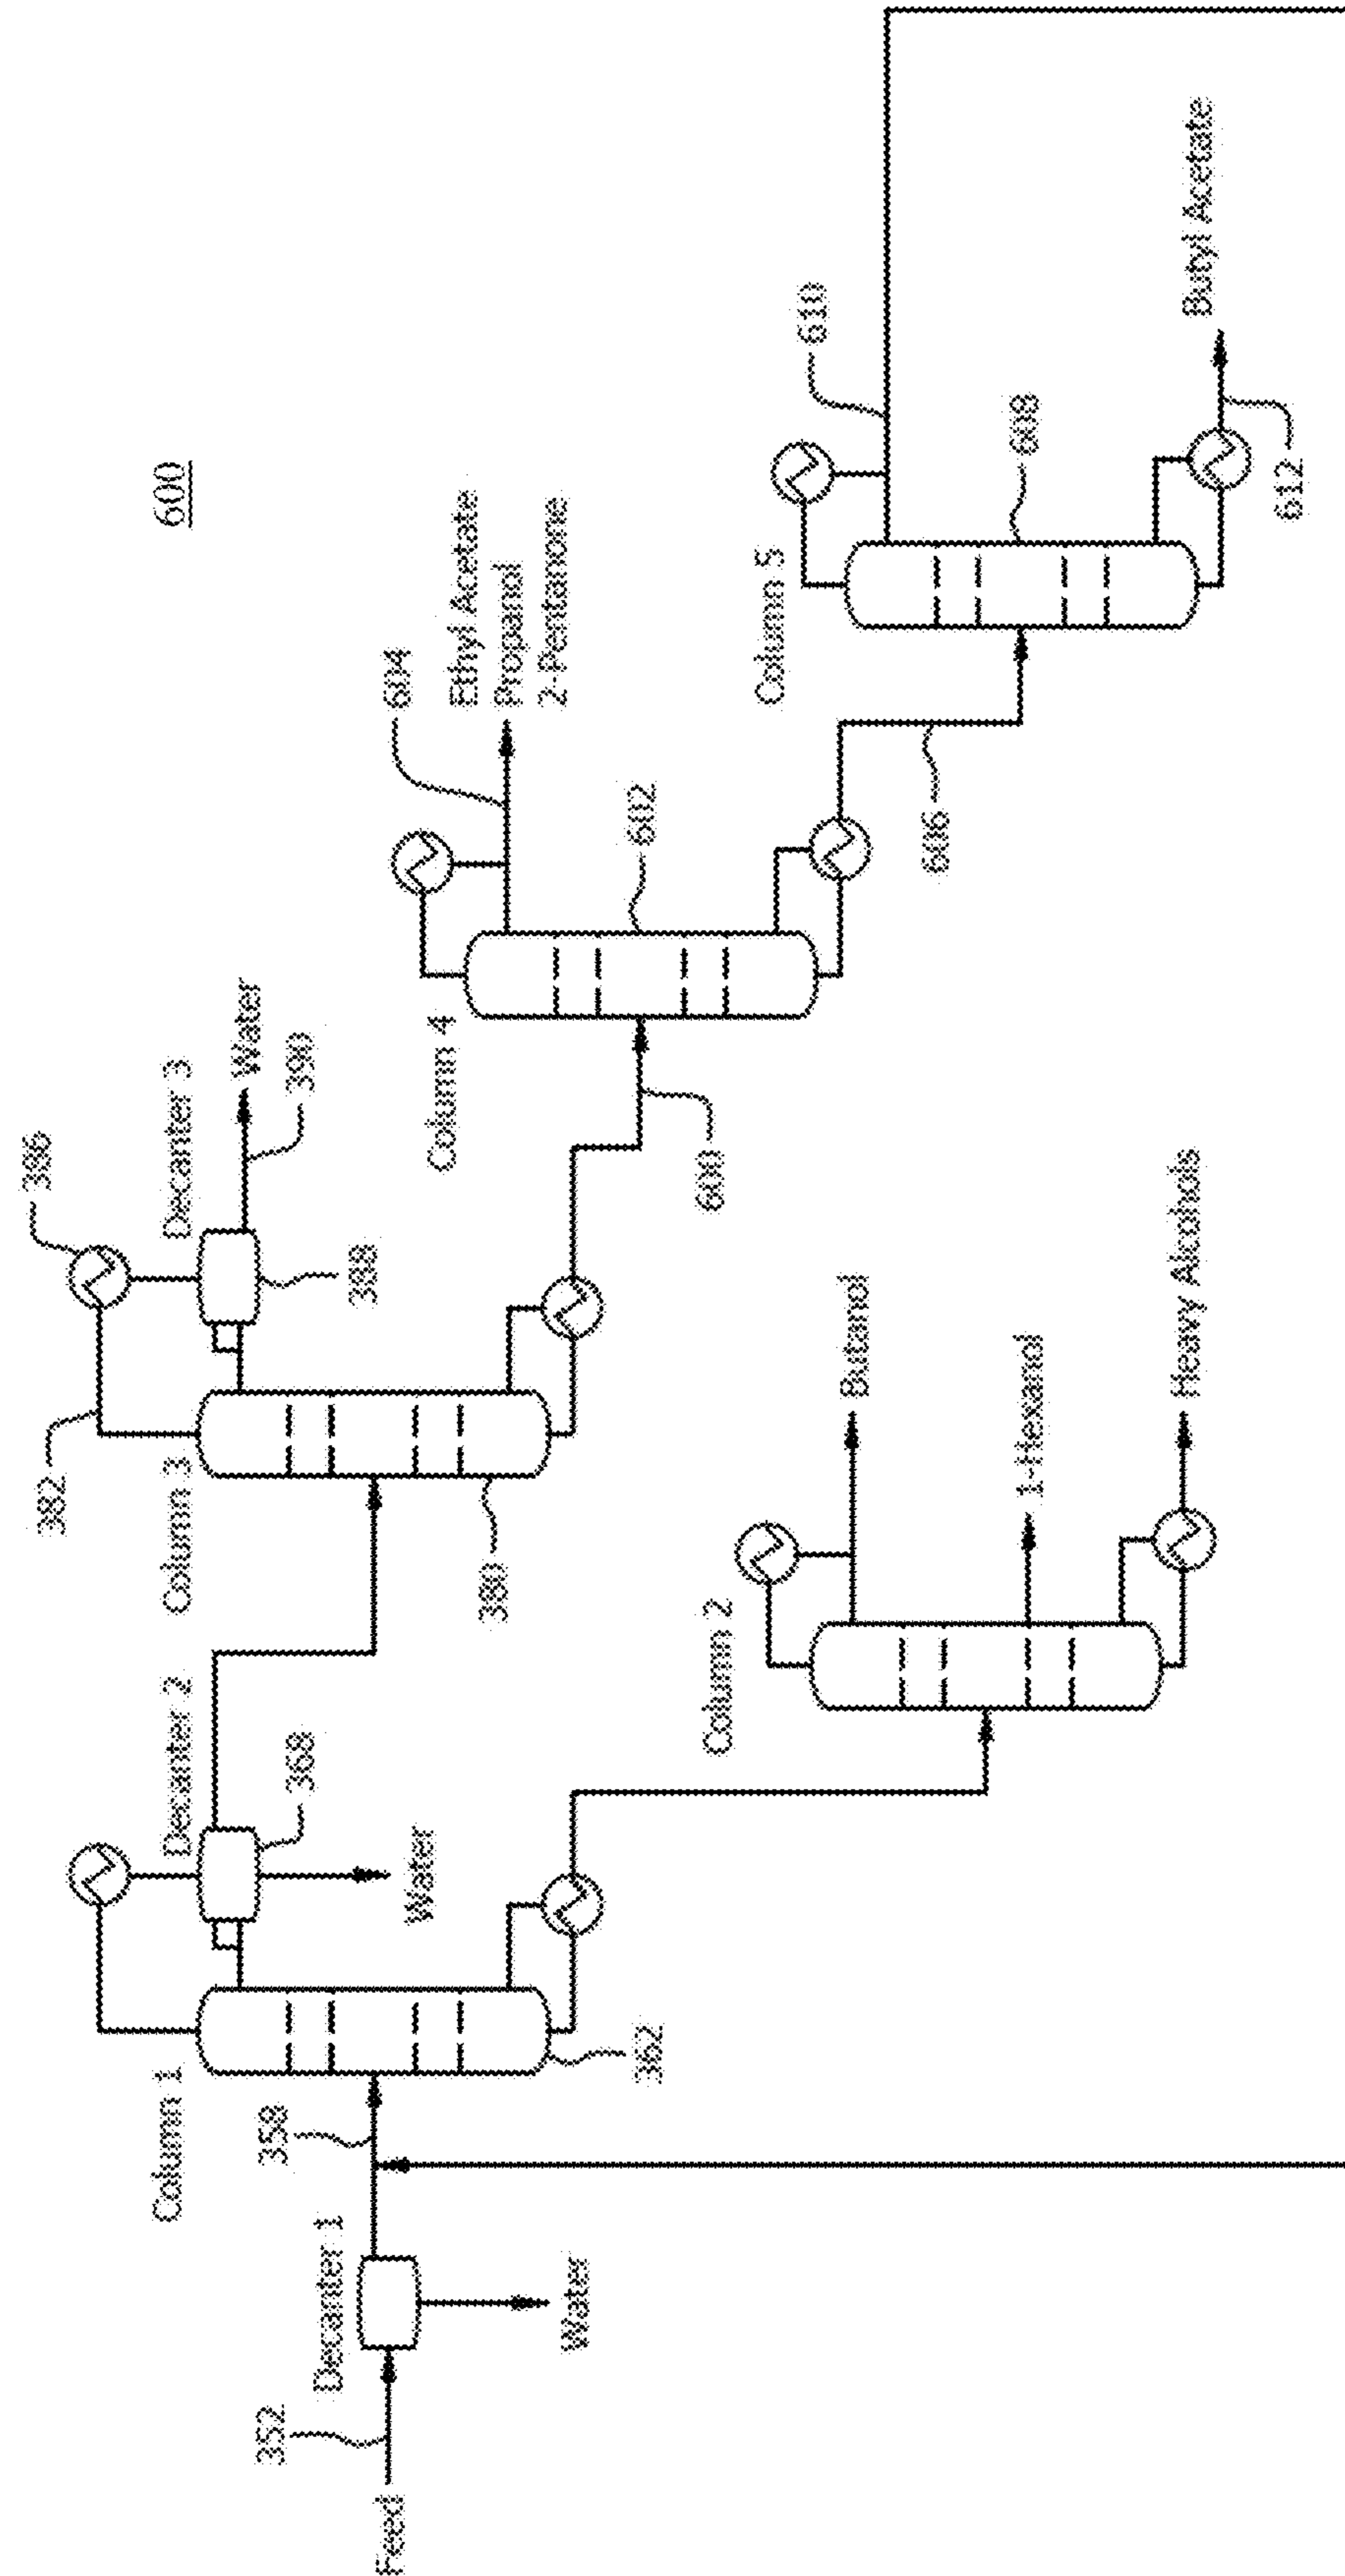 600
Feed
352
Decanter 1
Water
358
Column 1
362
Decanter 2
368
Water
Column 2
Butanol
1-Hexanol
Heavy Alcohols
Column 3
380
382
386
Decanter 3
388
Water
390
600
Column 4
602
604
Ethyl Acetate
Propanol
2-Pentanone
606
Column 5
608
610
612
Butyl Acetate